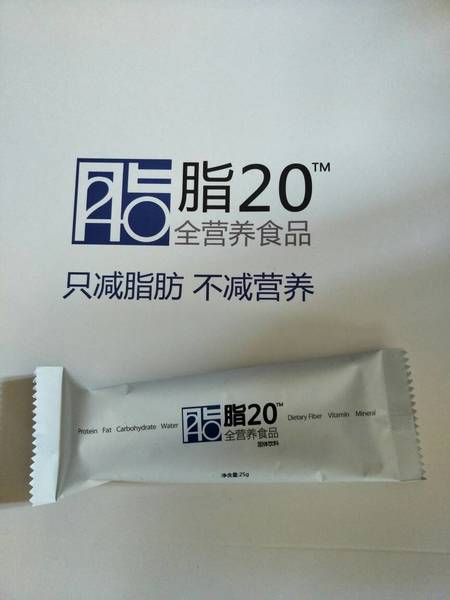 脂20™
全营养食品
只减脂肪 不减营养
Protein Fat Carbohydrate Water
脂20™
全营养食品
固体饮料
Dietary Fiber Vitamin Mineral
净含量:25g